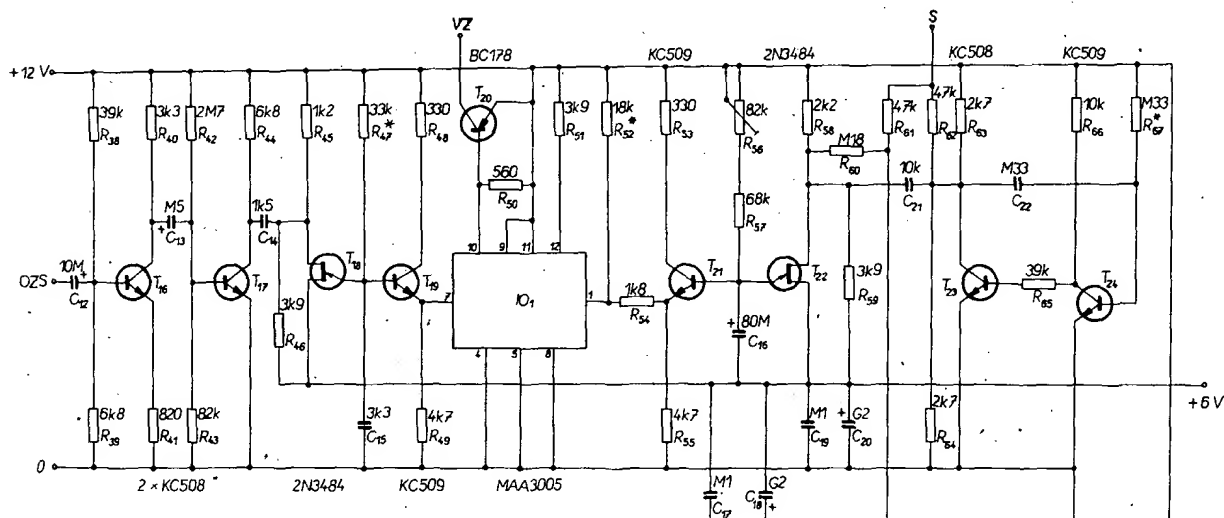 VZ
S
BC178
KC509
2N3484
KC508
KC509
+12 V
39k
R38
3k3
R40
2M7
R42
6k8
R44
1k2
R45
33k
R47*
330
R48
T20
3k9
R51
18k
R52*
330
R53
82k
R56
2k2
R58
47k
R61
47k
R62
2k7
R63
10k
R66
M33
R67*
560
R50
M18
R60
M5
+
C13
1k5
C14
68k
R57
10k
C21
M33
C22
10M +
OZS
C12
T16
T17
T18
T19
10 9 11 12
7
IO1
1
4 5 8
1k8
R54
T21
T22
3k9
R59
T23
39k
R65
T24
3k9
R46
+ 80M
C16
+6 V
6k8
R39
820
R41
82k
R43
3k3
C15
4k7
R49
4k7
R55
M1
C19
+ G2
C20
2k7
R64
0
2 × KC508
2N3484
KC509
MAA3005
M1
C17
G2
C18 +